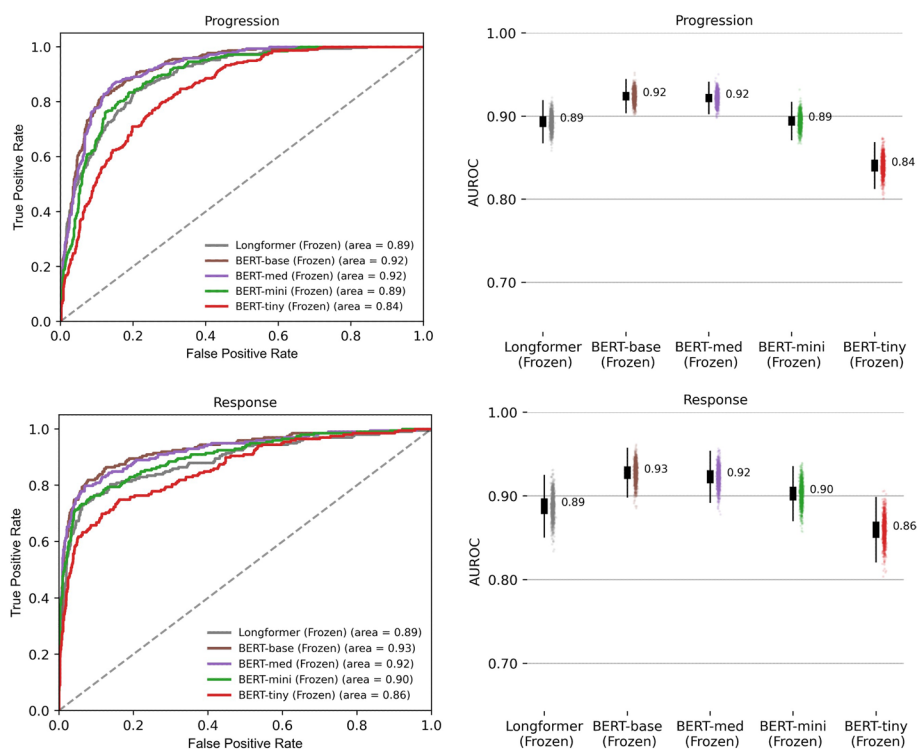 Progression
True Positive Rate
1.0
0.8
0.6
0.4
0.2
0.0
Longformer (Frozen) (area = 0.89)
BERT-base (Frozen) (area = 0.92)
BERT-med (Frozen) (area = 0.92)
BERT-mini (Frozen) (area = 0.89)
BERT-tiny (Frozen) (area = 0.84)
0.0 0.2 0.4 0.6 0.8 1.0
False Positive Rate
Progression
AUROC
1.00
0.90
0.80
0.70
0.89
0.92
0.92
0.89
0.84
Longformer BERT-base BERT-med BERT-mini BERT-tiny
(Frozen) (Frozen) (Frozen) (Frozen) (Frozen)
Response
True Positive Rate
1.0
0.8
0.6
0.4
0.2
0.0
Longformer (Frozen) (area = 0.89)
BERT-base (Frozen) (area = 0.93)
BERT-med (Frozen) (area = 0.92)
BERT-mini (Frozen) (area = 0.90)
BERT-tiny (Frozen) (area = 0.86)
0.0 0.2 0.4 0.6 0.8 1.0
False Positive Rate
Response
AUROC
1.00
0.90
0.80
0.70
0.89
0.93
0.92
0.90
0.86
Longformer BERT-base BERT-med BERT-mini BERT-tiny
(Frozen) (Frozen) (Frozen) (Frozen) (Frozen)